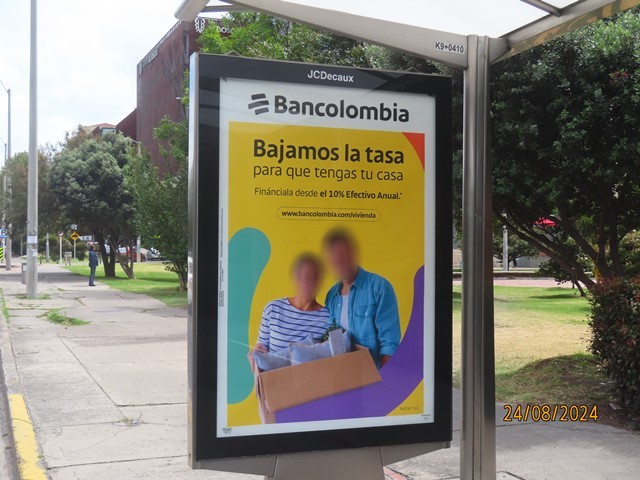 K9+0410
JCDecaux
Bancolombia
Bajamos la tasa
para que tengas tu casa
Fináncialo desde el 10% Efectivo Anual.*
www.bancolombia.com/vivienda
24/08/2024